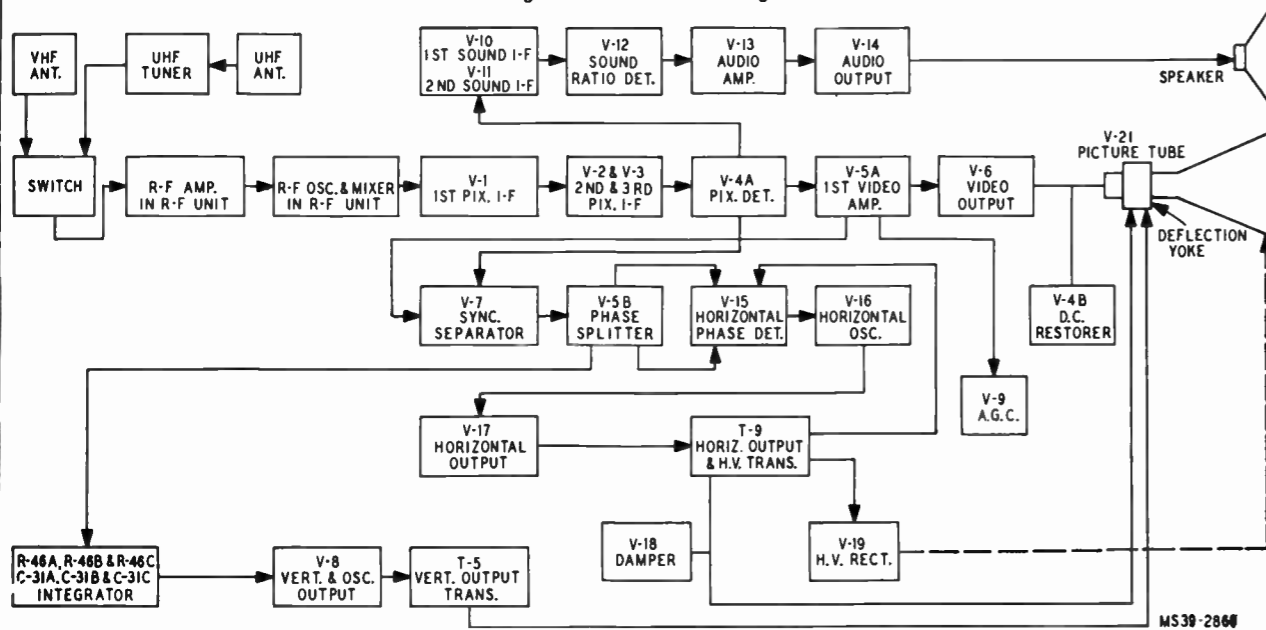 VHF
ANT.
UHF
TUNER
UHF
ANT.
V-10
1ST SOUND I-F
V-11
2ND SOUND I-F
V-12
SOUND
RATIO DET.
V-13
AUDIO
AMP.
V-14
AUDIO
OUTPUT
SPEAKER
SWITCH
R-F AMP.
IN R-F UNIT
R-F OSC. & MIXER
IN R-F UNIT
V-1
1ST PIX. I-F
V-2 & V-3
2ND & 3RD
PIX. I-F
V-4A
PIX. DET.
V-5A
1ST VIDEO
AMP.
V-6
VIDEO
OUTPUT
V-21
PICTURE TUBE
DEFLECTION
YOKE
V-7
SYNC.
SEPARATOR
V-5B
PHASE
SPLITTER
V-15
HORIZONTAL
PHASE DET.
V-16
HORIZONTAL
OSC.
V-4B
D.C.
RESTORER
V-9
A.G.C.
V-17
HORIZONTAL
OUTPUT
T-9
HORIZ. OUTPUT
& H.V. TRANS.
V-18
DAMPER
V-19
H.V. RECT.
R-46A, R-46B & R-46C
C-31A, C-31B & C-31C
INTEGRATOR
V-8
VERT. & OSC.
OUTPUT
T-5
VERT. OUTPUT
TRANS.